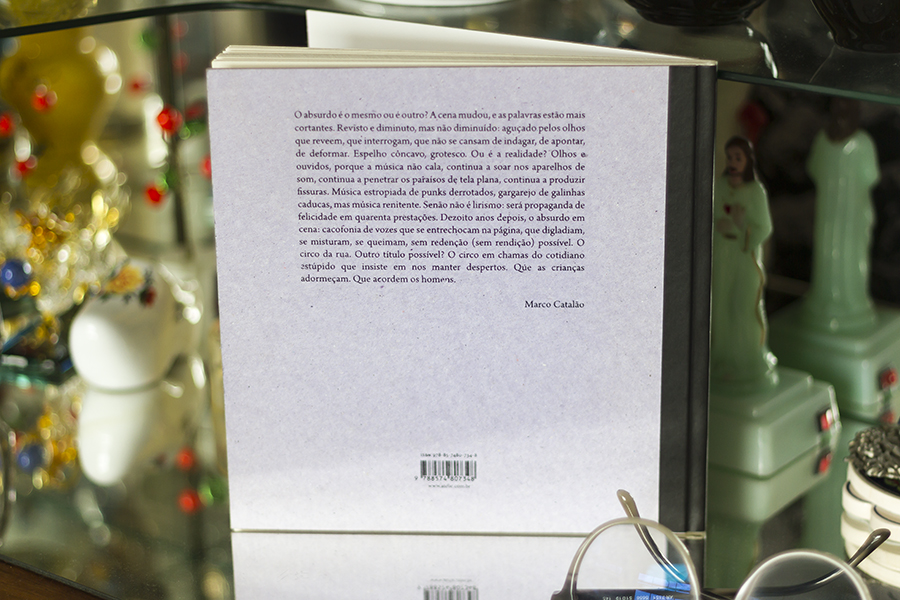 O absurdo é o mesmo ou é outro? A cena mudou, e as palavras estão mais
cortantes. Revisto e diminuto, mas não diminuído: aguçado pelos olhos
que reveem, que interrogam, que não se cansam de indagar, de apontar,
de deformar. Espelho côncavo, grotesco. Ou é a realidade? Olhos e
ouvidos, porque a música não cala, continua a soar nos aparelhos de
som, continua a penetrar os paraísos de tela plana, continua a produzir
fissuras. Música estropiada de punks derrotados, gargarejo de galinhas
caducas, mas música renitente. Senão não é lirismo: será propaganda de
felicidade em quarenta prestações. Dezoito anos depois, o absurdo em
cena: cacofonia de vozes que se entrechocam na página, que digladiam,
se misturam, se queimam, sem redenção (sem rendição) possível. O
circo da rua. Outro título possível? O circo em chamas do cotidiano
estúpido que insiste em nos manter despertos. Que as crianças
adormeçam. Que acordem os homens.
Marco Catalão
9 788574 802348